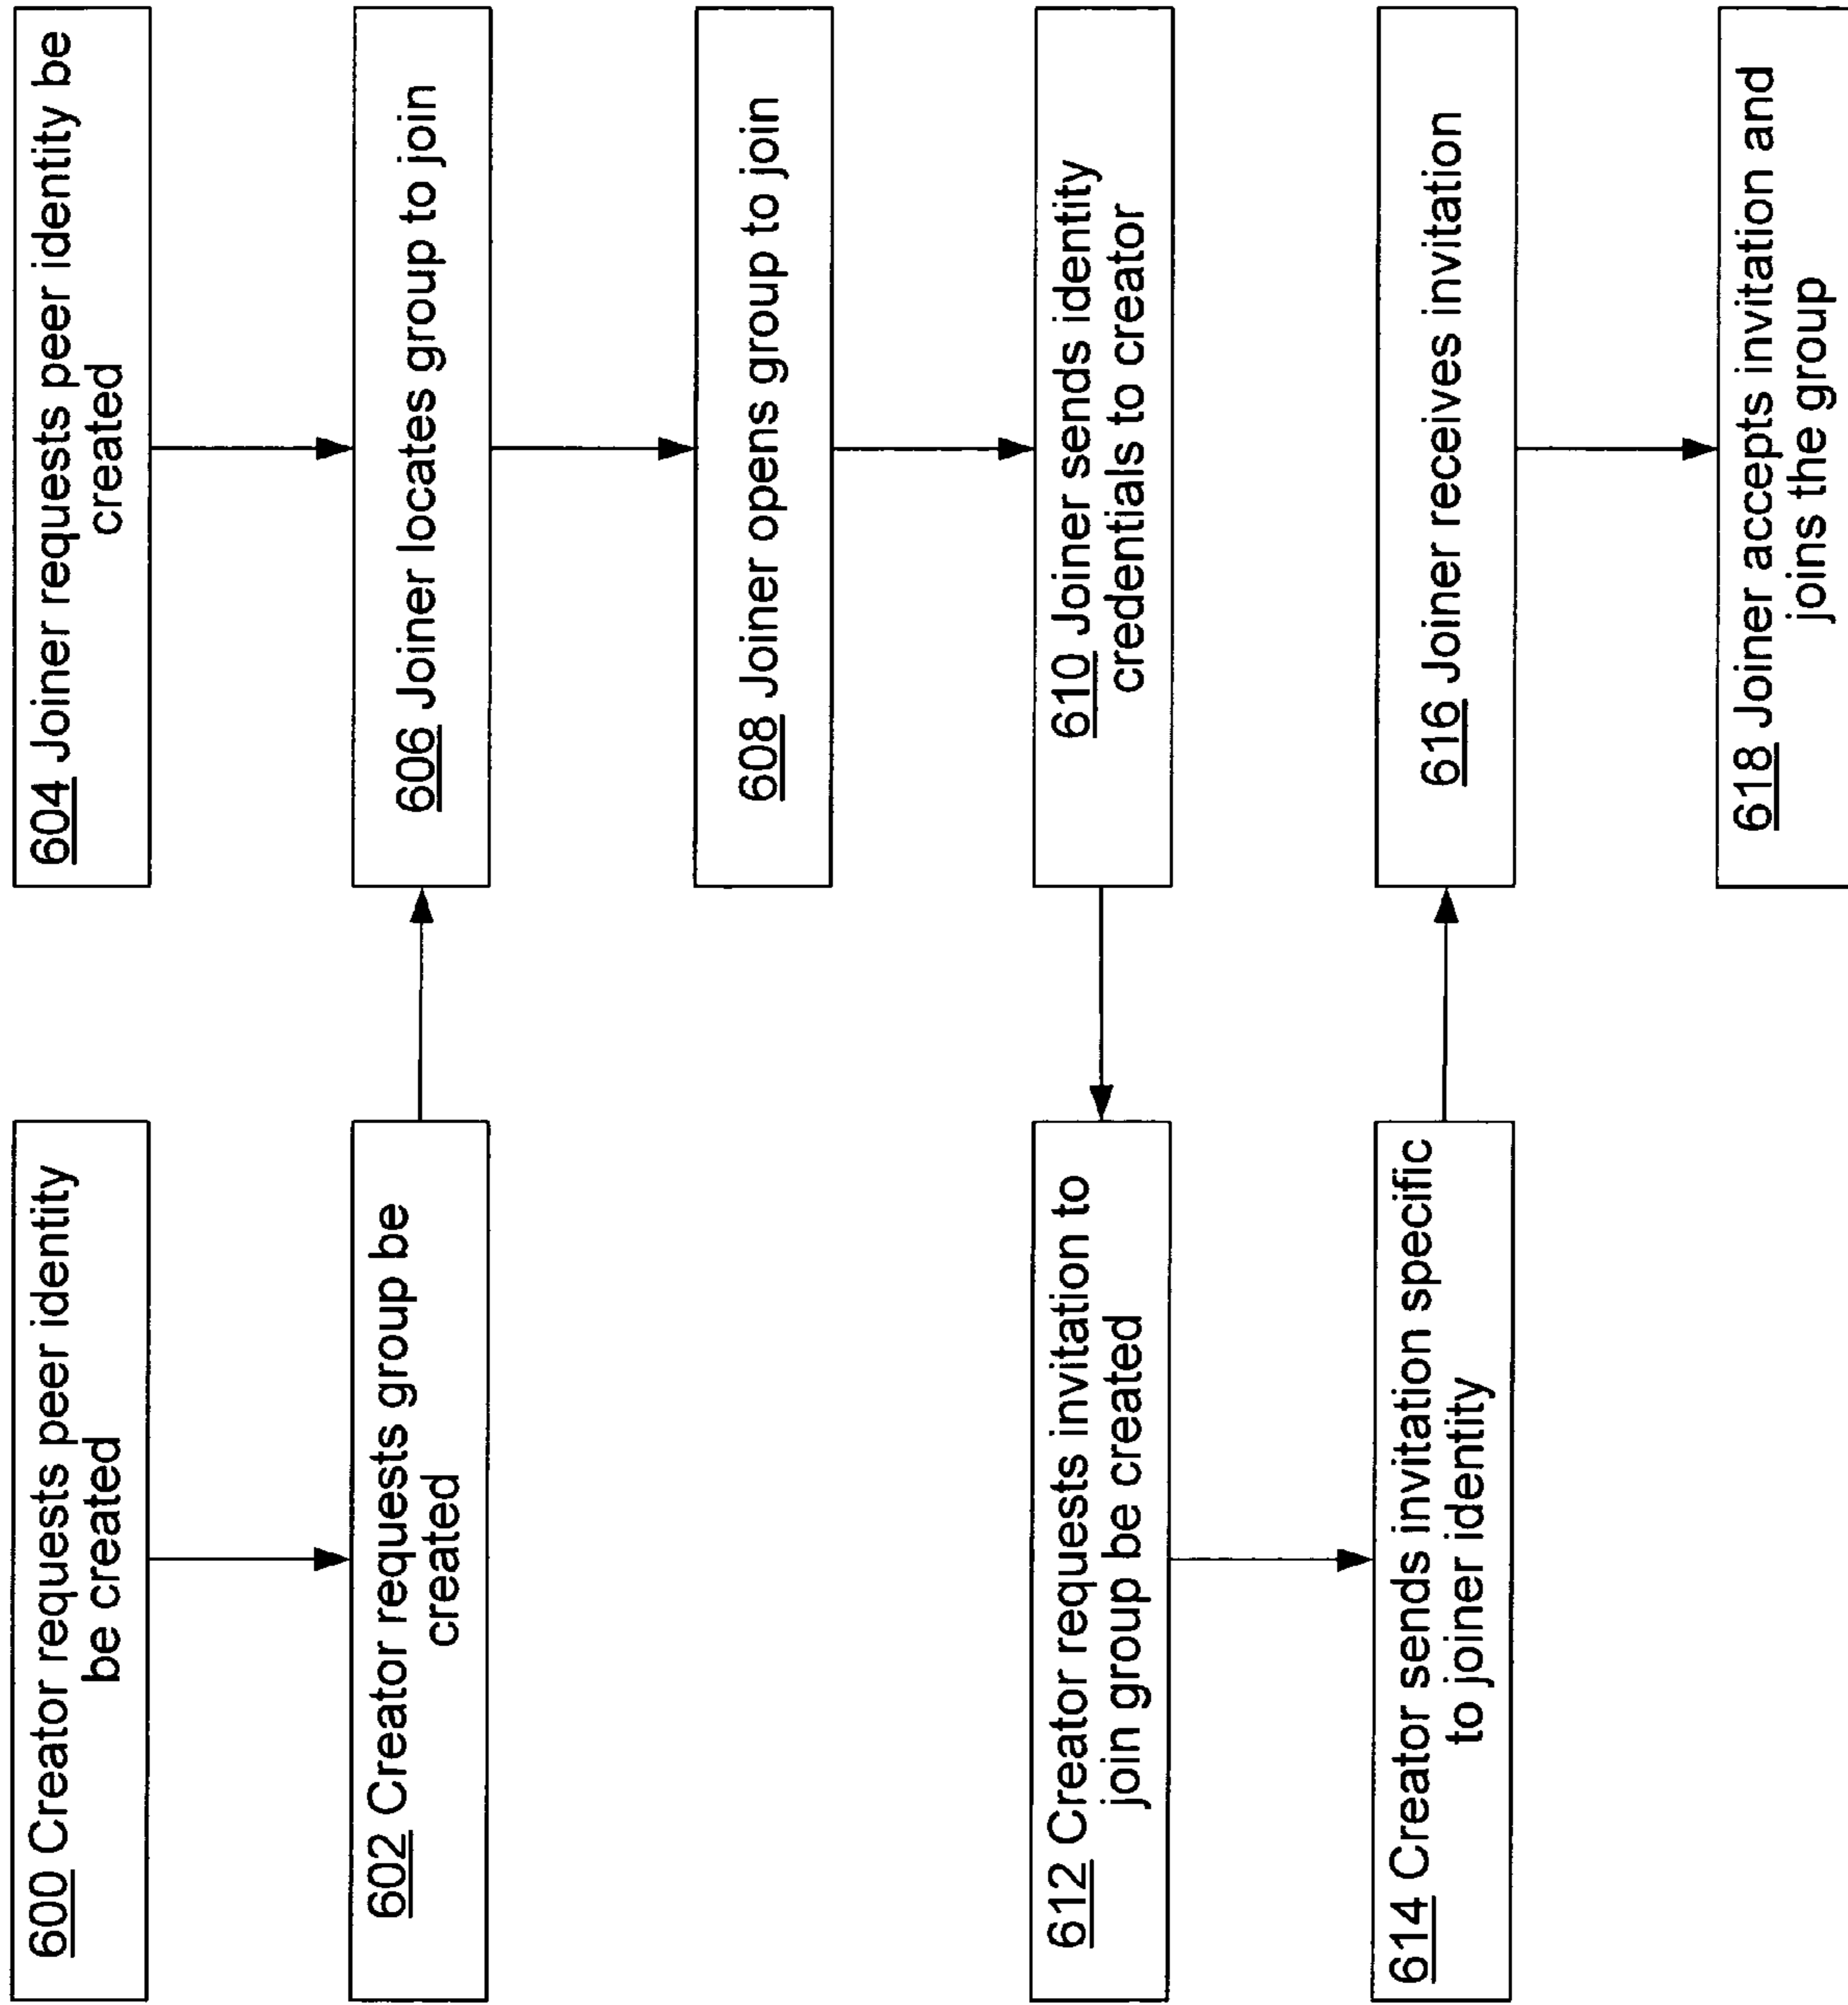 600 Creator requests peer identity
be created
602 Creator requests group be
created
604 Joiner requests peer identity be
created
606 Joiner locates group to join
608 Joiner opens group to join
610 Joiner sends identity
credentials to creator
612 Creator requests invitation to
join group be created
614 Creator sends invitation specific
to joiner identity
616 Joiner receives invitation
618 Joiner accepts invitation and
joins the group